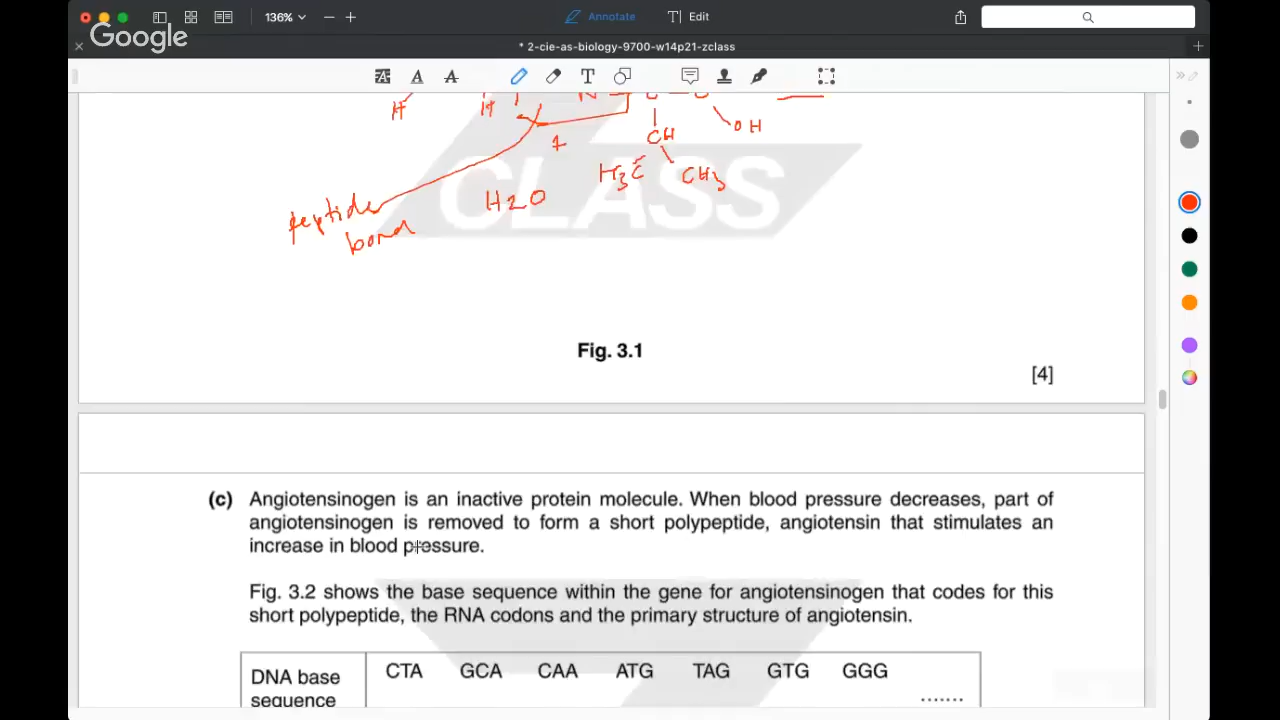 136%
Annotate
T Edit
Google
* 2-cie-as-biology-9700-w14p21-zclass
H
H
N
C
C
OH
CH
H3C
CH3
1
H2O
peptide
bond
CLASS
Fig. 3.1
[4]
(c) Angiotensinogen is an inactive protein molecule. When blood pressure decreases, part of
angiotensinogen is removed to form a short polypeptide, angiotensin that stimulates an
increase in blood pressure.
Fig. 3.2 shows the base sequence within the gene for angiotensinogen that codes for this
short polypeptide, the RNA codons and the primary structure of angiotensin.
DNA base CTA GCA CAA ATG TAG GTG GGG
sequence .......